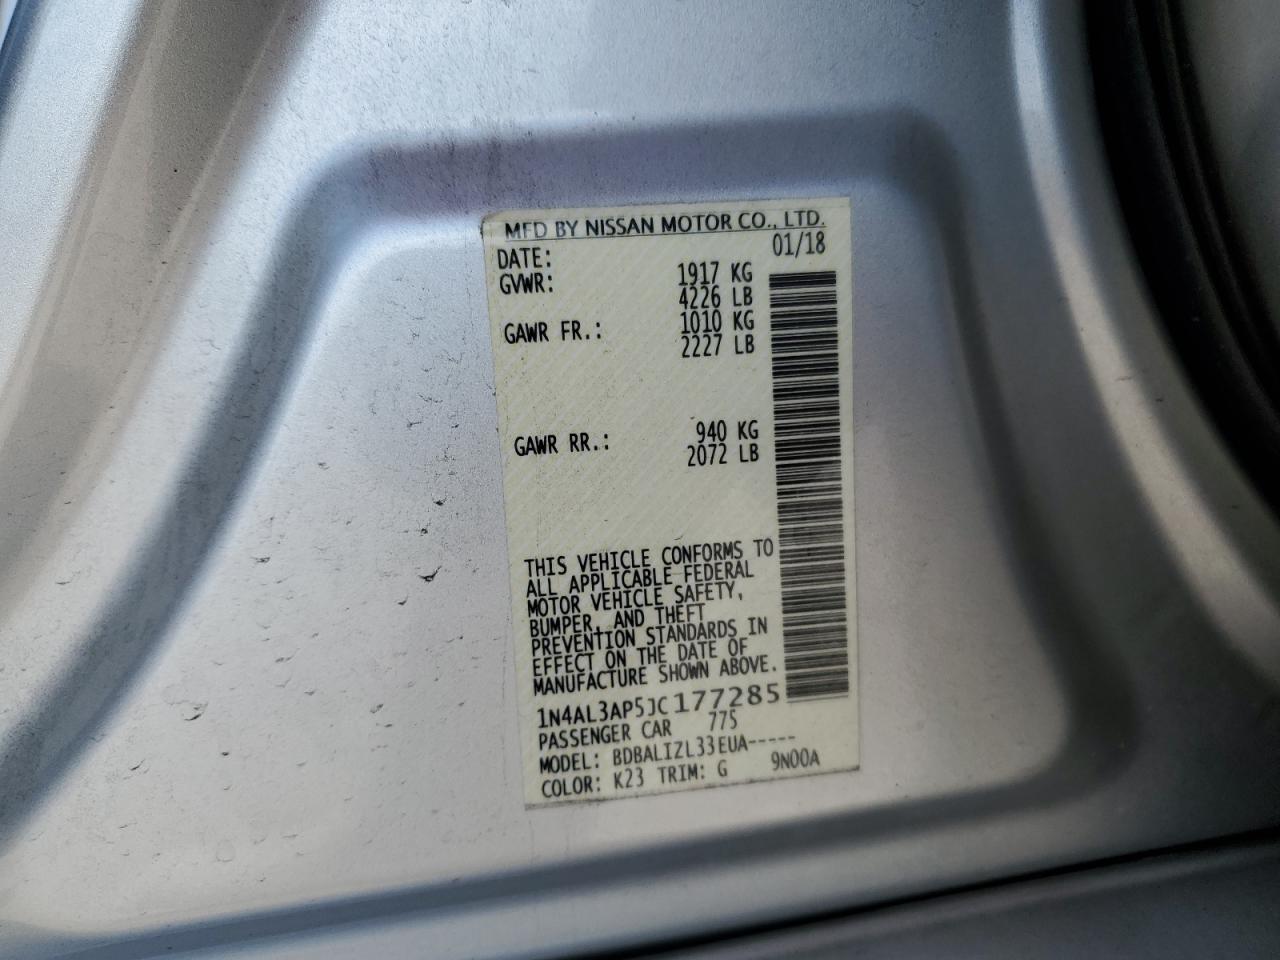 MFD BY NISSAN MOTOR CO., LTD.
DATE: 01/18
GVWR: 1917 KG
4226 LB
GAWR FR.: 1010 KG
2227 LB
GAWR RR.: 940 KG
2072 LB
THIS VEHICLE CONFORMS TO
ALL APPLICABLE FEDERAL
MOTOR VEHICLE SAFETY,
BUMPER, AND THEFT
PREVENTION STANDARDS IN
EFFECT ON THE DATE OF
MANUFACTURE SHOWN ABOVE.
1N4AL3AP5JC177285
PASSENGER CAR 775
MODEL: BDBALIZL33EUA-----
COLOR: K23 TRIM: G 9N00A